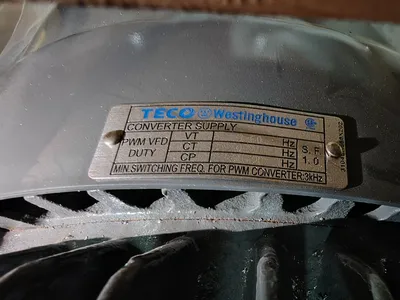 TECO Westinghouse
CONVERTER SUPPLY
VT Hz
PWM VFD CT Hz S.F.
DUTY CP Hz 1.0
MIN.SWITCHING FREQ. FOR PWM CONVERTER:3kHz